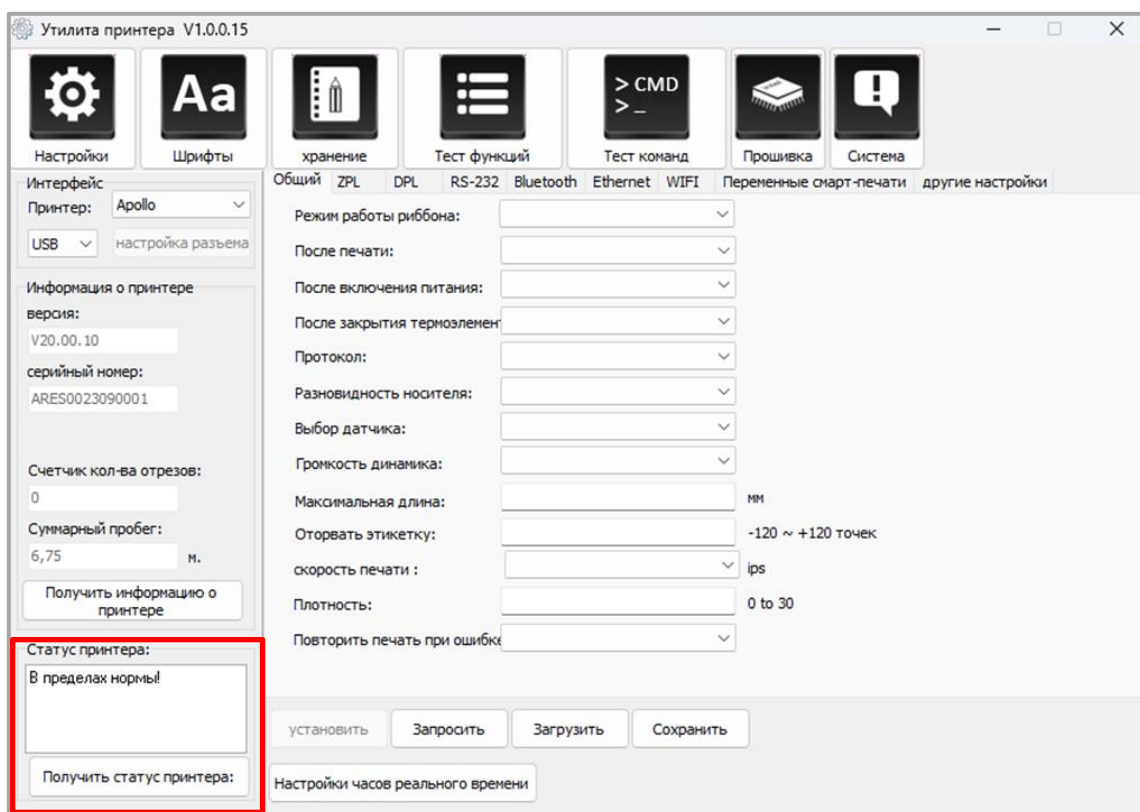 Утилита принтера V1.0.0.15
Aa
> CMD
> _
Настройки
Шрифты
хранение
Тест функций
Тест команд
Прошивка
Система
Интерфейс
Принтер:
Apollo
USB
настройка разъема
Информация о принтере
версия:
V20.00.10
серийный номер:
ARES0023090001
Счетчик кол-ва отрезов:
0
Суммарный пробег:
6,75
м.
Получить информацию о
принтере
Статус принтера:
В пределах нормы!
Получить статус принтера:
Общий ZPL DPL RS-232 Bluetooth Ethernet WIFI Переменные смарт-печати другие настройки
Режим работы риббона:
После печати:
После включения питания:
После закрытия термоэлемен
Протокол:
Разновидность носителя:
Выбор датчика:
Громкость динамика:
Максимальная длина:
мм
Оторвать этикетку:
-120 ~ +120 точек
скорость печати :
ips
Плотность:
0 to 30
Повторить печать при ошибке
установить
Запросить
Загрузить
Сохранить
Настройки часов реального времени